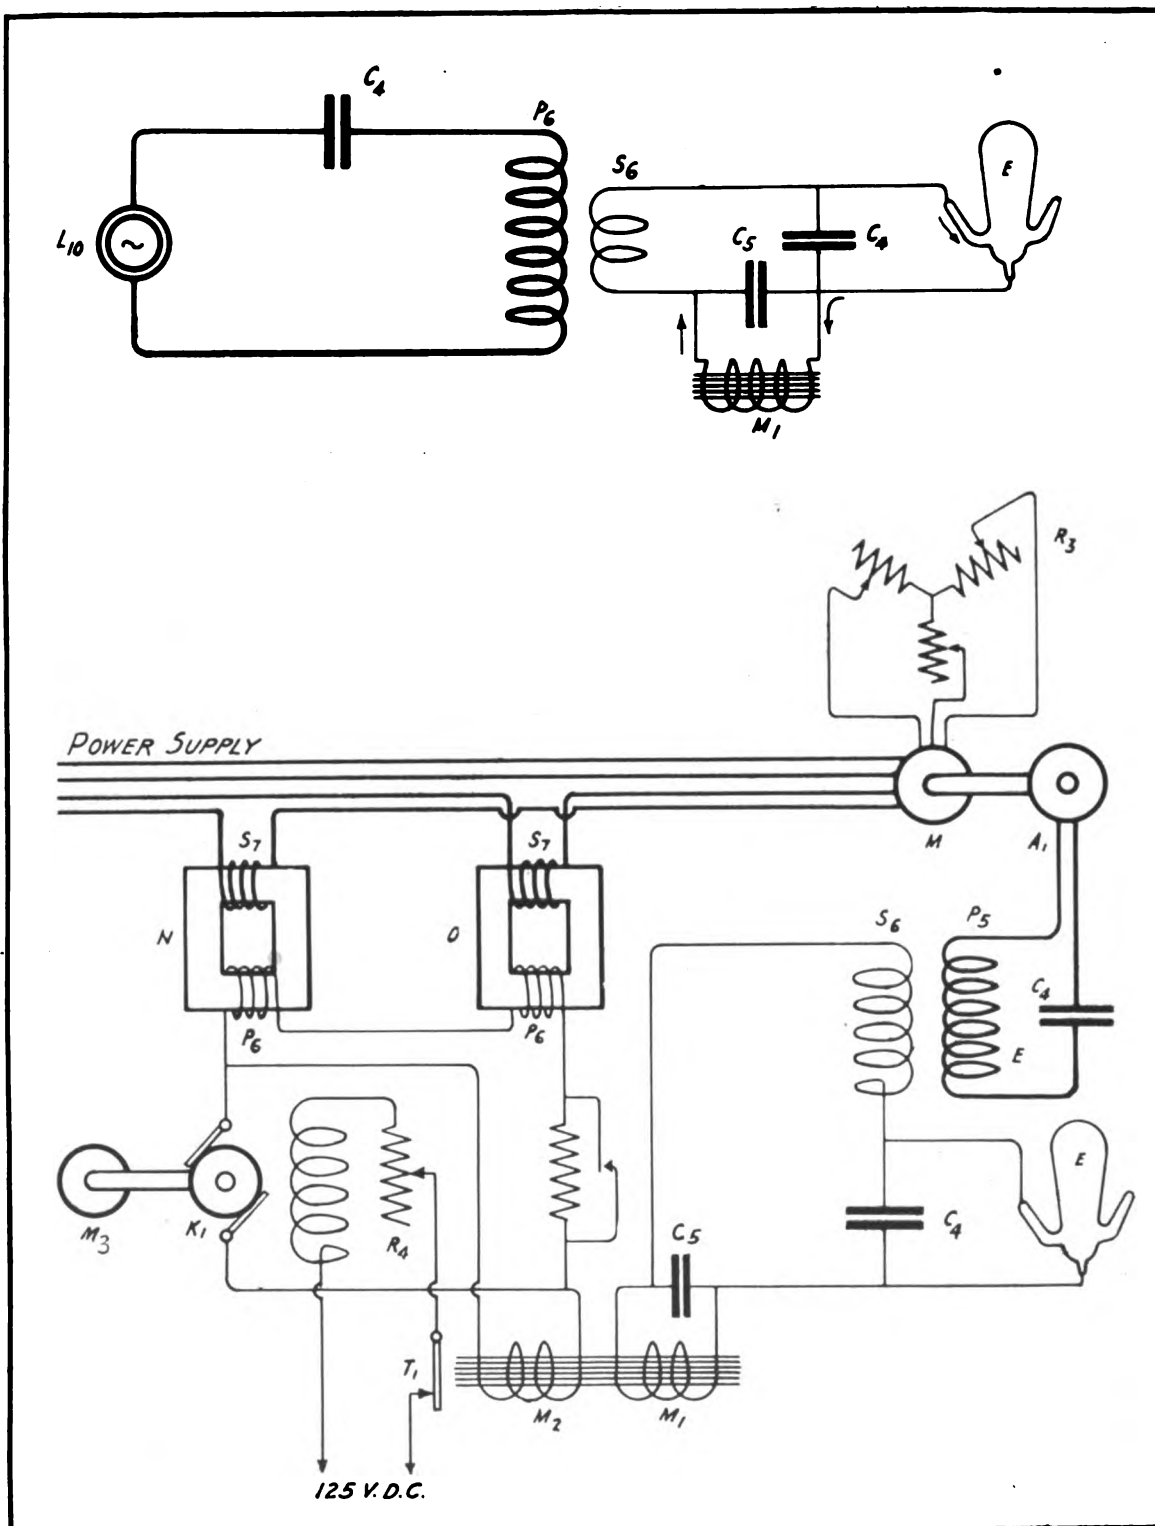 C4
P6
S6
E
L10
~
C5
C4
M1
R3
POWER SUPPLY
S7
S7
M
A1
N
O
S6
P5
C4
P6
P6
E
E
M3
K1
R4
C5
C4
T1
M2
M1
125 V. D.C.